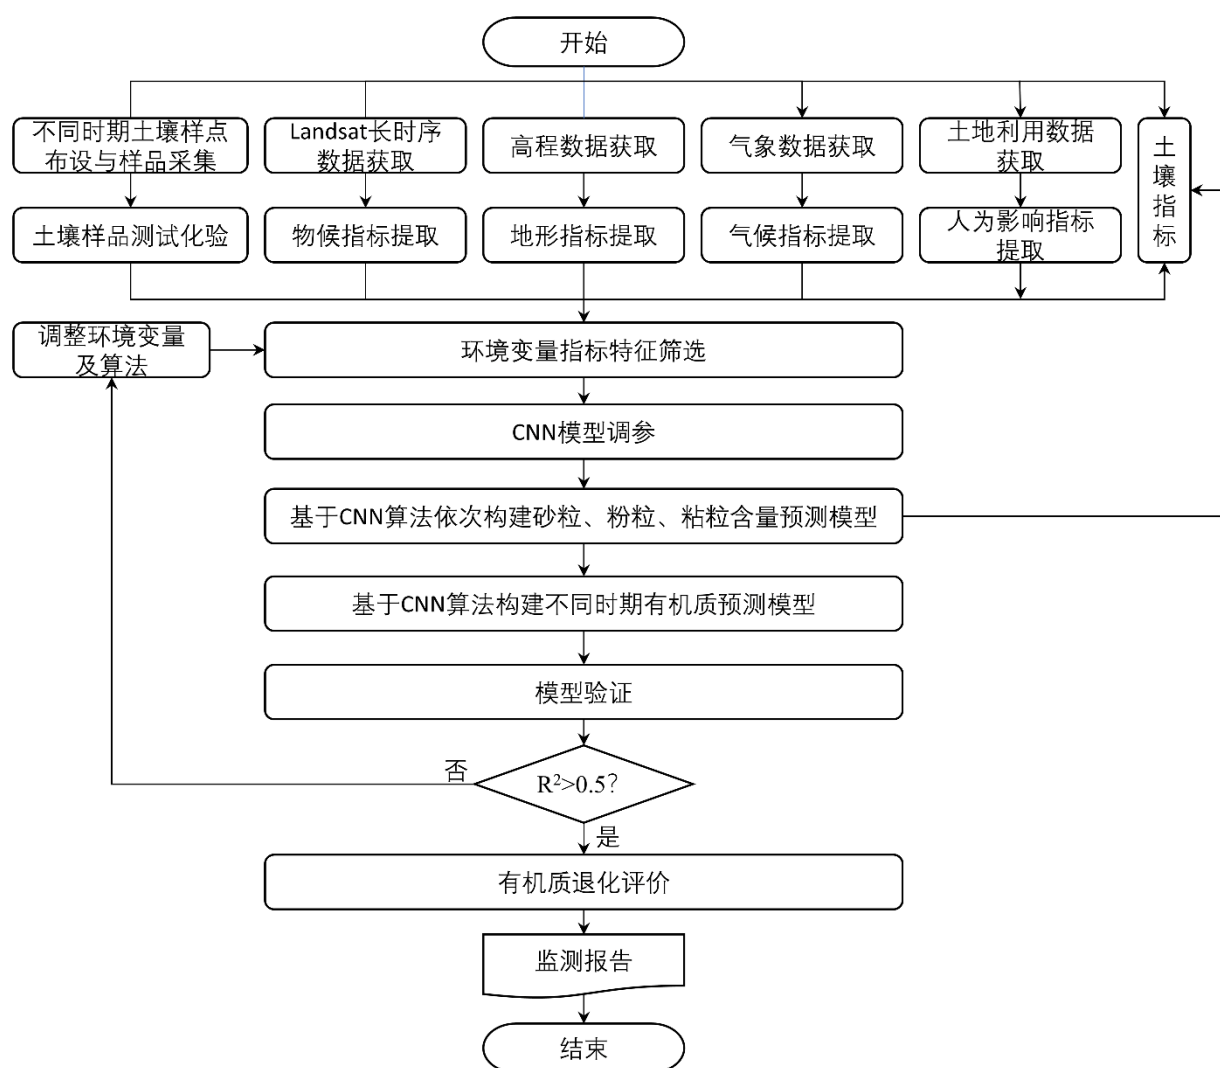 开始
不同时期土壤样点
布设与样品采集
Landsat长时序
数据获取
高程数据获取
气象数据获取
土地利用数据
获取
土壤指标
土壤样品测试化验
物候指标提取
地形指标提取
气候指标提取
人为影响指标
提取
调整环境变量
及算法
环境变量指标特征筛选
CNN模型调参
基于CNN算法依次构建砂粒、粉粒、粘粒含量预测模型
基于CNN算法构建不同时期有机质预测模型
模型验证
否
R²>0.5?
是
有机质退化评价
监测报告
结束